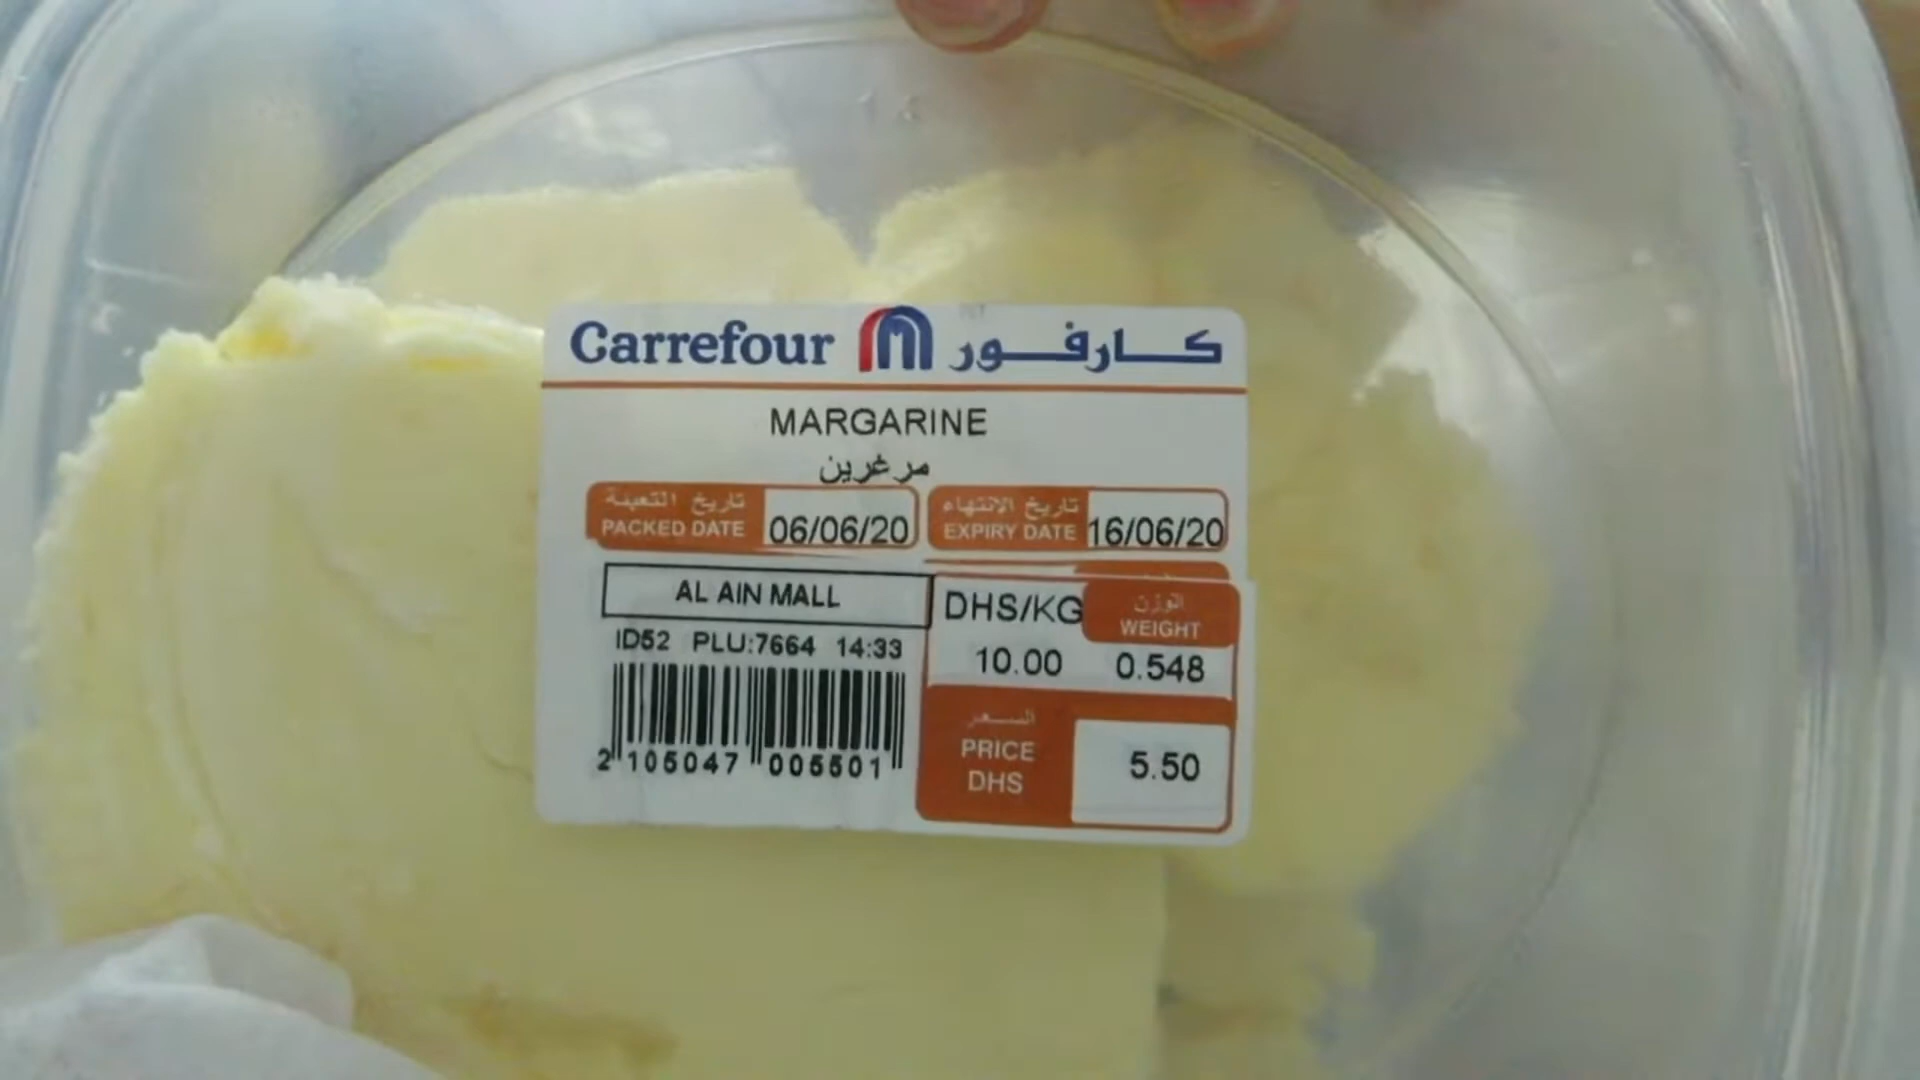 Carrefour كارفور
MARGARINE
مرغرين
تاريخ التعبئة
PACKED DATE 06/06/20
تاريخ الانتهاء
EXPIRY DATE 16/06/20
AL AIN MALL
ID52 PLU:7664 14:33
2 105047 005501
DHS/KG
10.00
الوزن
WEIGHT
0.548
السعر
PRICE
DHS
5.50